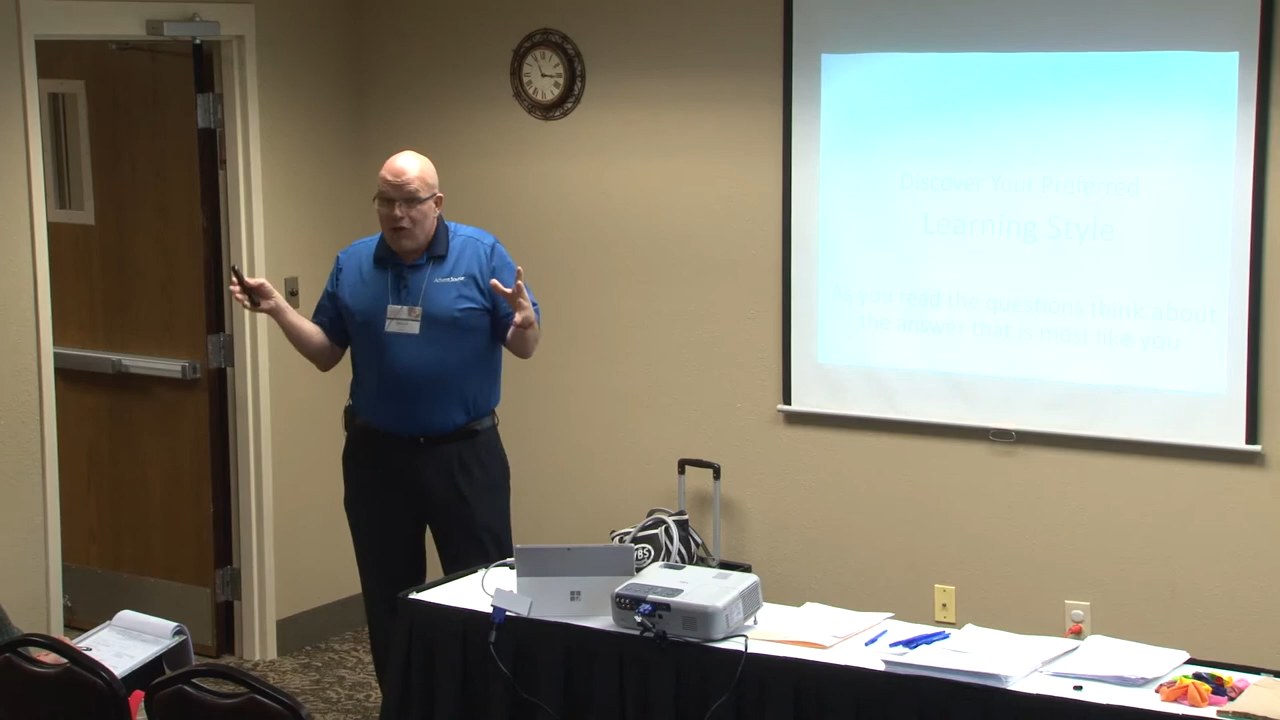 Discover Your Preferred
Learning Style
As you read the questions think about
the answer that is most like you
VBS